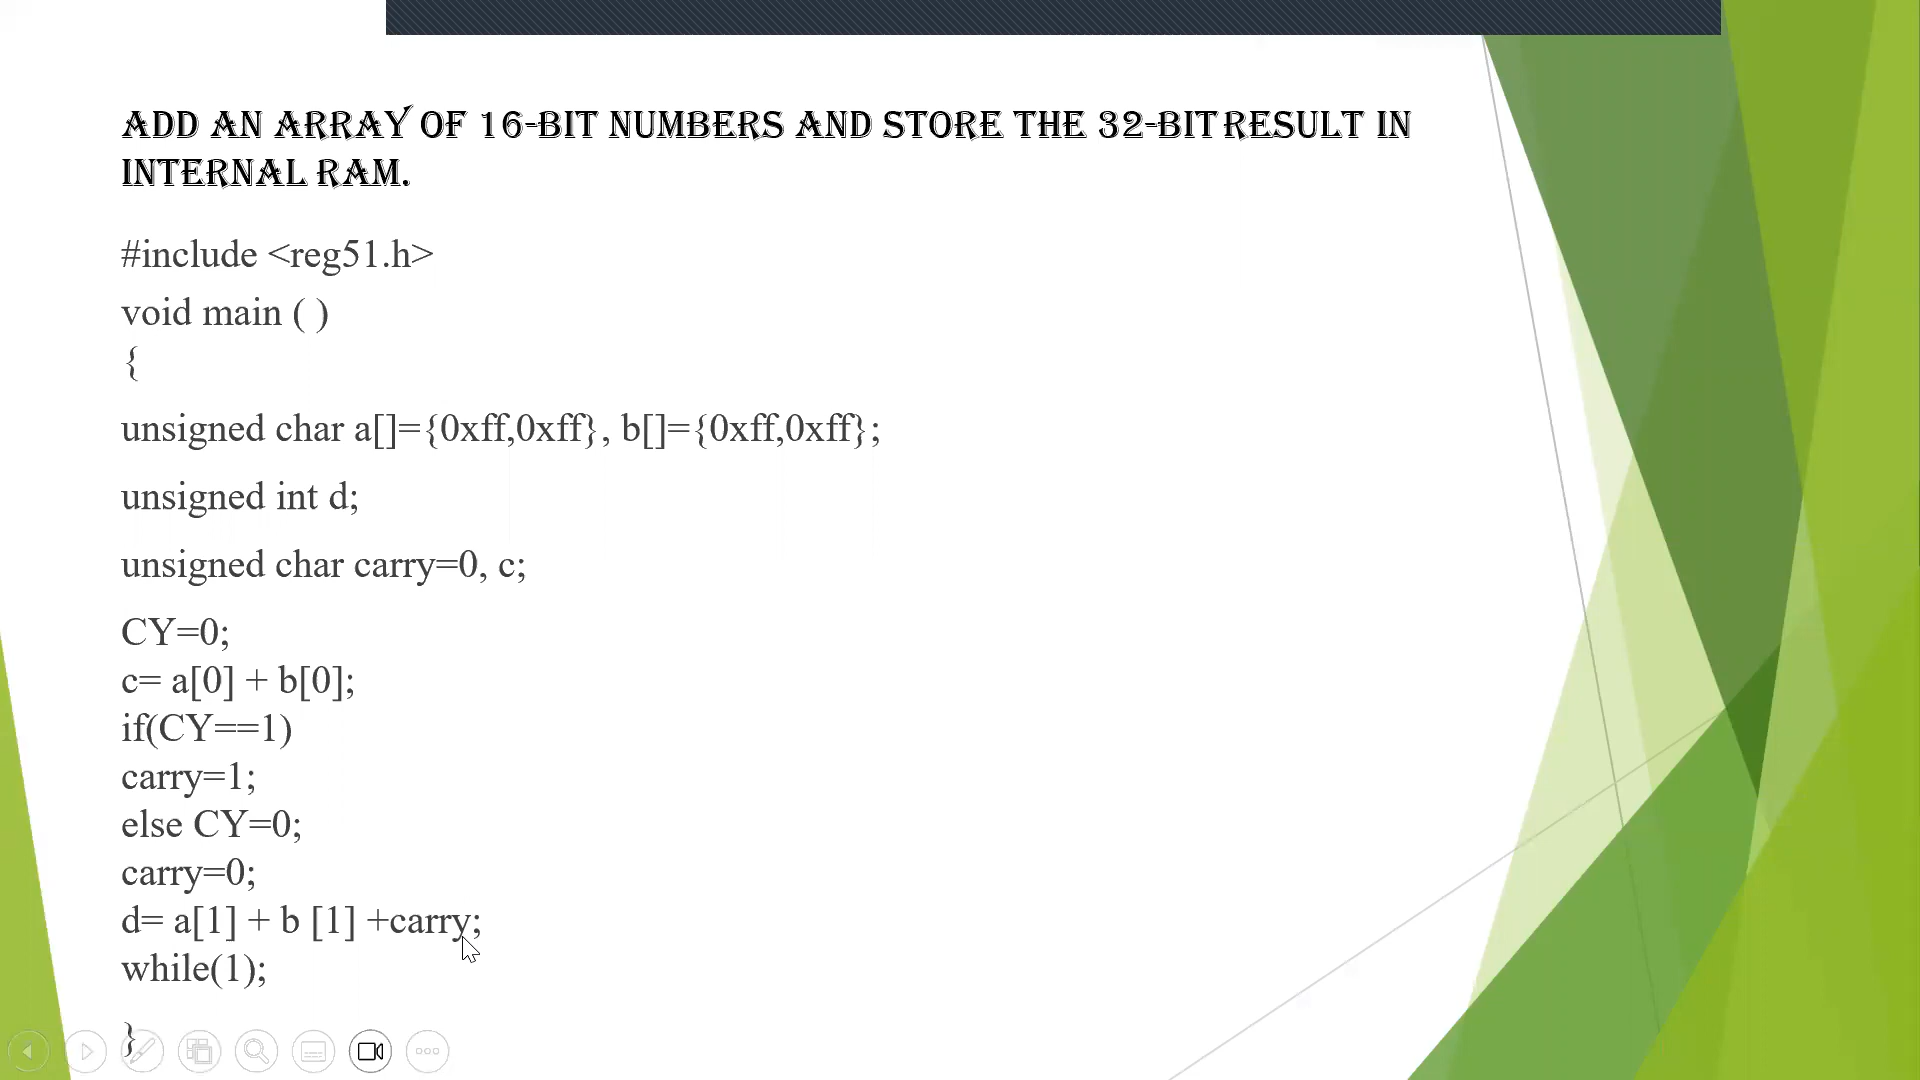 ADD AN ARRAY OF 16-BIT NUMBERS AND STORE THE 32-BIT RESULT IN
INTERNAL RAM.
#include <reg51.h>
void main ( )
{
unsigned char a[]={0xff,0xff}, b[]={0xff,0xff};
unsigned int d;
unsigned char carry=0, c;
CY=0;
c= a[0] + b[0];
if(CY==1)
carry=1;
else CY=0;
carry=0;
d= a[1] + b [1] +carry;
while(1);
}